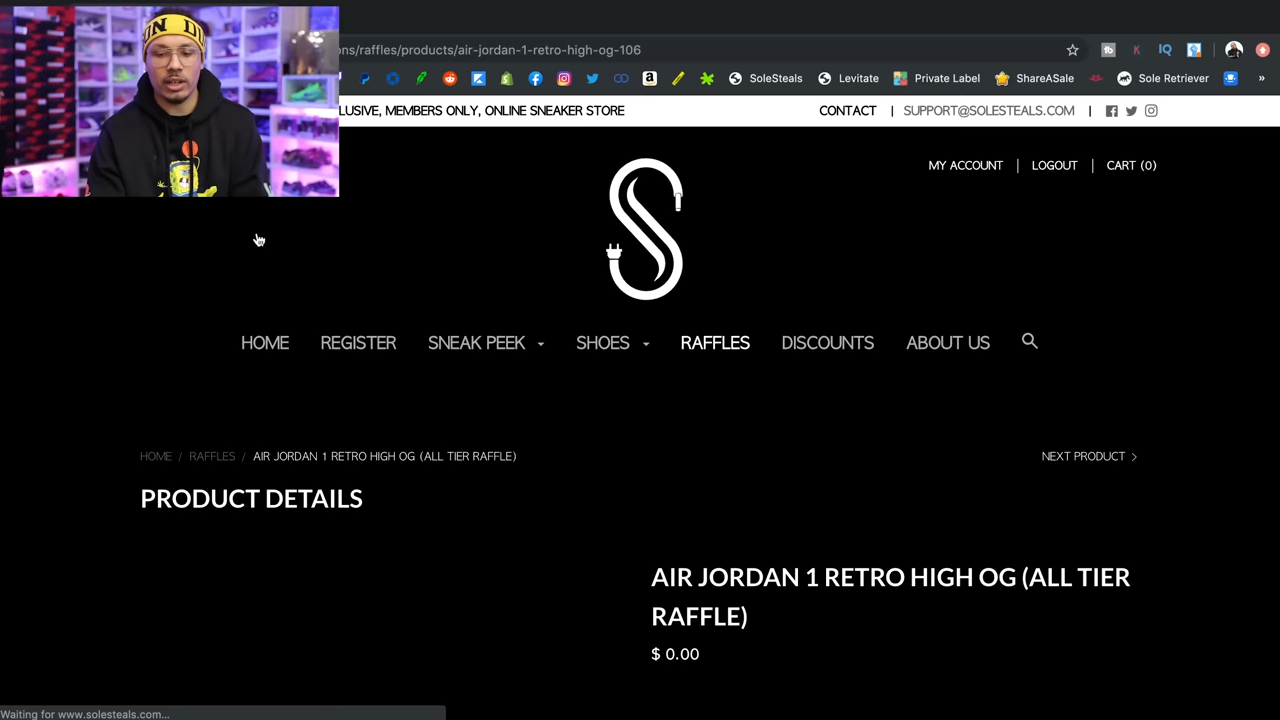 ons/raffles/products/air-jordan-1-retro-high-og-106
SoleSteals Levitate Private Label ShareASale Sole Retriever »
LUSIVE, MEMBERS ONLY, ONLINE SNEAKER STORE
CONTACT | SUPPORT@SOLESTEALS.COM |
MY ACCOUNT | LOGOUT | CART (0)
HOME REGISTER SNEAK PEEK SHOES RAFFLES DISCOUNTS ABOUT US
HOME / RAFFLES / AIR JORDAN 1 RETRO HIGH OG (ALL TIER RAFFLE)
NEXT PRODUCT >
PRODUCT DETAILS
AIR JORDAN 1 RETRO HIGH OG (ALL TIER
RAFFLE)
$ 0.00
Waiting for www.solesteals.com...